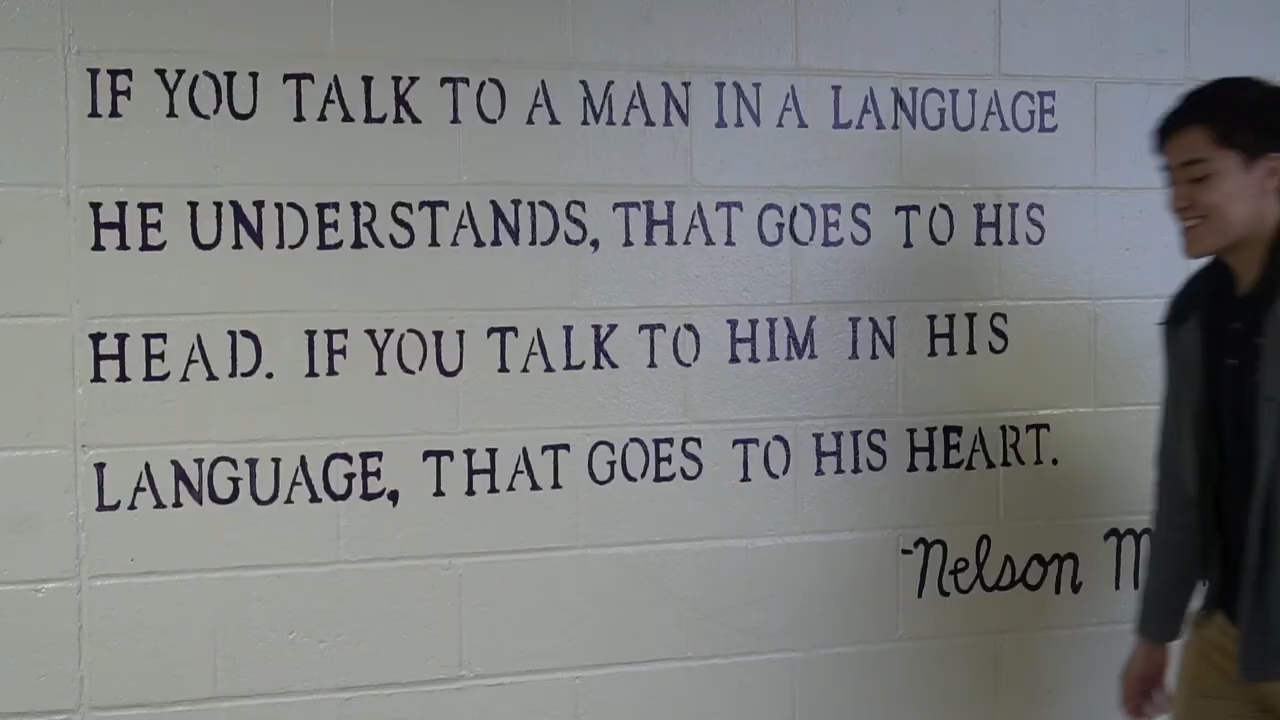 IF YOU TALK TO A MAN IN A LANGUAGE
HE UNDERSTANDS, THAT GOES TO HIS
HEAD. IF YOU TALK TO HIM IN HIS
LANGUAGE, THAT GOES TO HIS HEART.
-Nelson